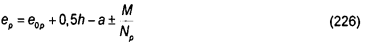 e_p = e_{0p} + 0,5h − a ± M/N_p (226)